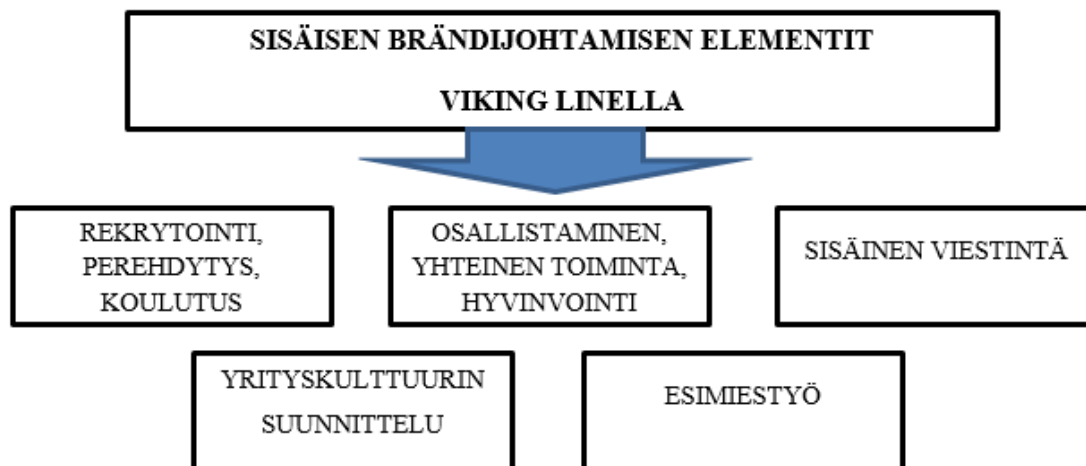 SISÄISEN BRÄNDIJOHTAMISEN ELEMENTIT
VIKING LINELLA
REKRYTOINTI,
PEREHDYTYS,
KOULUTUS
OSALLISTAMINEN,
YHTEINEN TOIMINTA,
HYVINVOINTI
SISÄINEN VIESTINTÄ
YRITYSKULTTUURIN
SUUNNITTELU
ESIMIESTYÖ